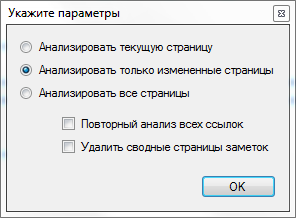 Укажите параметры
Анализировать текущую страницу
Анализировать только измененные страницы
Анализировать все страницы
Повторный анализ всех ссылок
Удалить сводные страницы заметок
OK